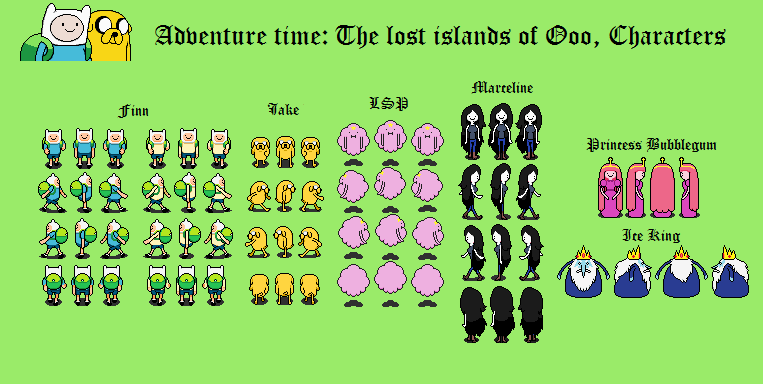 Adventure time: The lost islands of Ooo, Characters
Finn
Jake
LSP
Marceline
Princess Bubblegum
Ice King